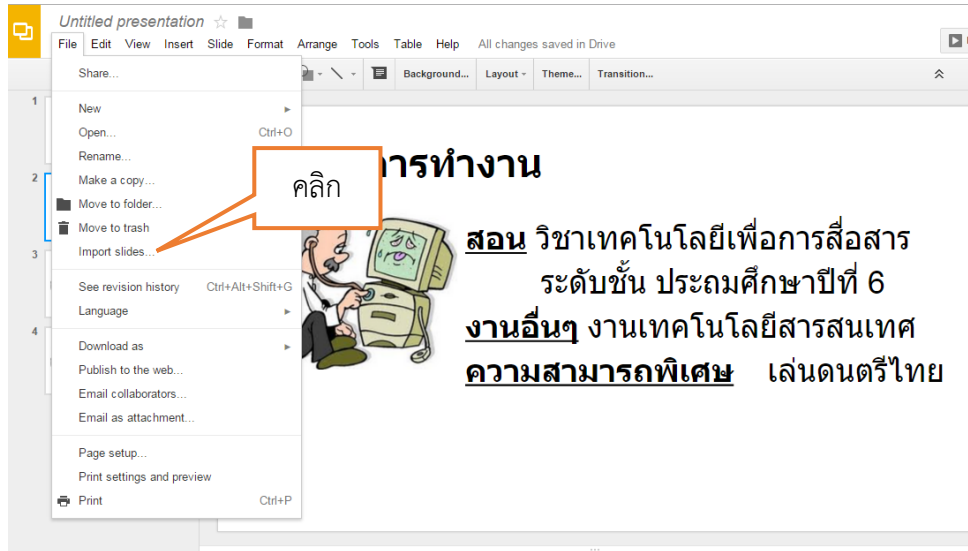 Untitled presentation
File Edit View Insert Slide Format Arrange Tools Table Help All changes saved in Drive
Background... Layout Theme... Transition...
Share...
New
Open... Ctrl+O
Rename...
Make a copy...
Move to folder...
Move to trash
Import slides...
See revision history Ctrl+Alt+Shift+G
Language
Download as
Publish to the web...
Email collaborators...
Email as attachment...
Page setup...
Print settings and preview
Print Ctrl+P
คลิก
1
2
3
4
การทำงาน
สอน วิชาเทคโนโลยีเพื่อการสื่อสาร
ระดับชั้น ประถมศึกษาปีที่ 6
งานอื่นๆ งานเทคโนโลยีสารสนเทศ
ความสามารถพิเศษ เล่นดนตรีไทย